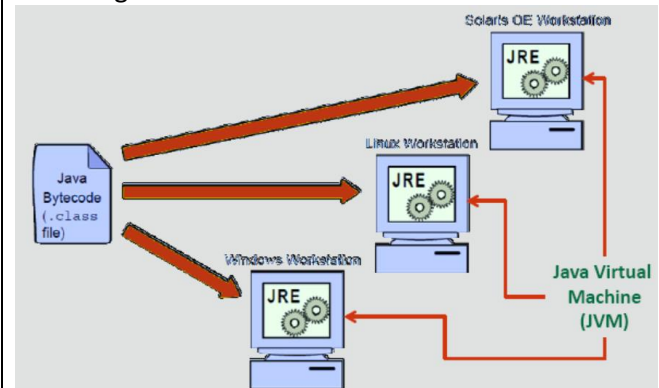 Solaris OE Workstation
JRE
Linux Workstation
JRE
Java
Bytecode
(.class
file)
Windows Workstation
JRE
Java Virtual
Machine
(JVM)